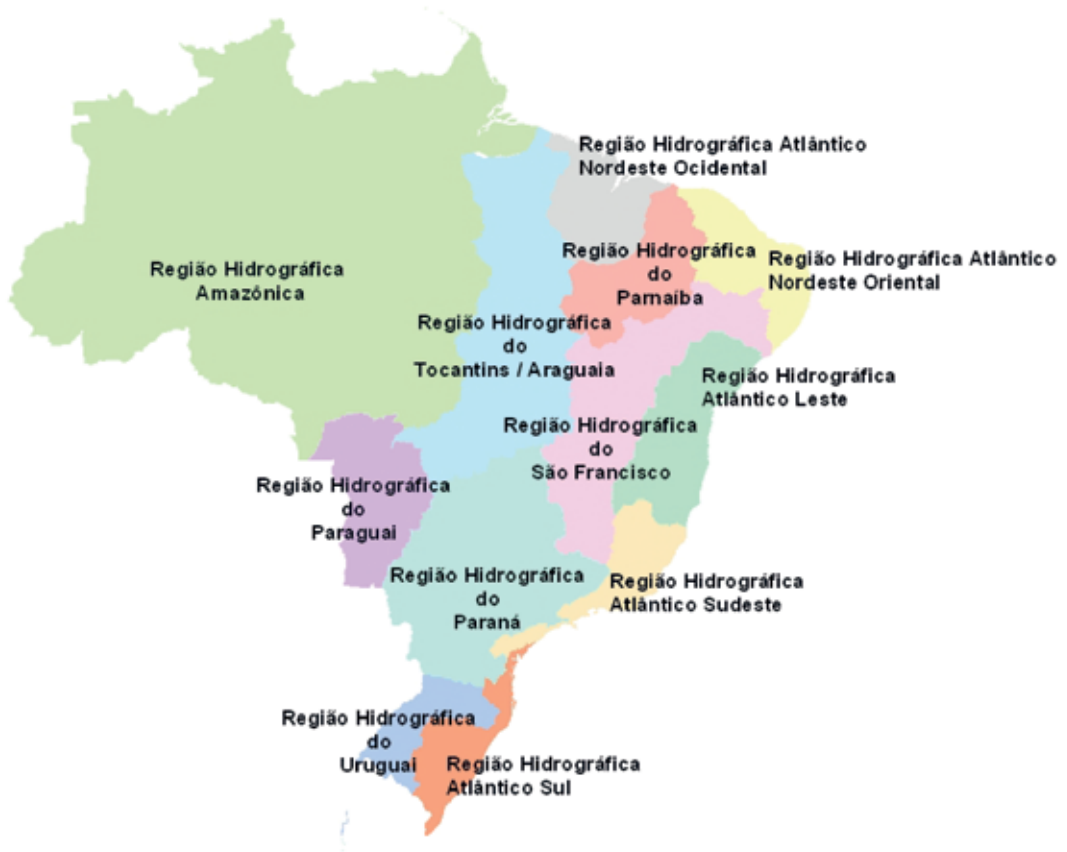 Região Hidrográfica Atlântico
Nordeste Ocidental
Região Hidrográfica
do
Parnaíba
Região Hidrográfica Atlântico
Nordeste Oriental
Região Hidrográfica
Amazônica
Região Hidrográfica
do
Tocantins / Araguaia
Região Hidrográfica
Atlântico Leste
Região Hidrográfica
do
São Francisco
Região Hidrográfica
do
Paraguai
Região Hidrográfica
do
Paraná
Região Hidrográfica
Atlântico Sudeste
Região Hidrográfica
do
Uruguai
Região Hidrográfica
Atlântico Sul